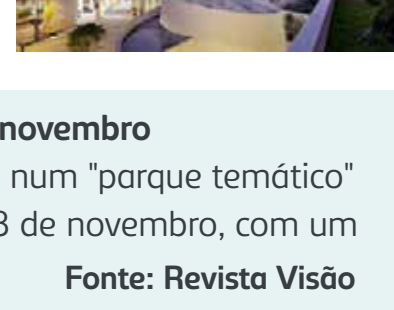 novembro
num "parque temático"
3 de novembro, com um
Fonte: Revista Visão